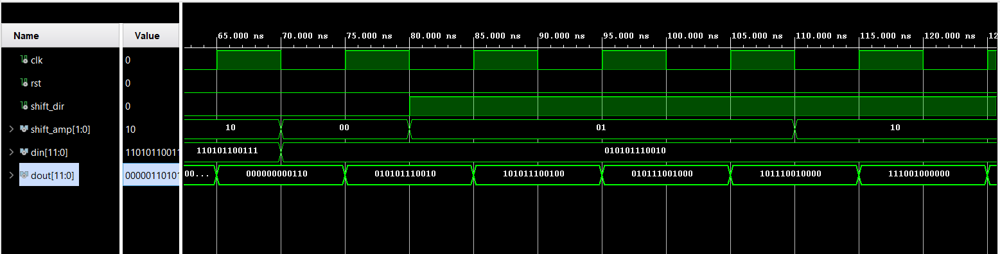 Name Value
65.000 ns 70.000 ns 75.000 ns 80.000 ns 85.000 ns 90.000 ns 95.000 ns 100.000 ns 105.000 ns 110.000 ns 115.000 ns 120.000 ns 12
clk 0
rst 0
shift_dir 0
shift_amp[1:0] 10 10 00 01 10
din[11:0] 11010110011 110101100111 010101110010
dout[11:0] 00000110101 00... 000000000110 010101110010 101011100100 010111001000 101110010000 111001000000